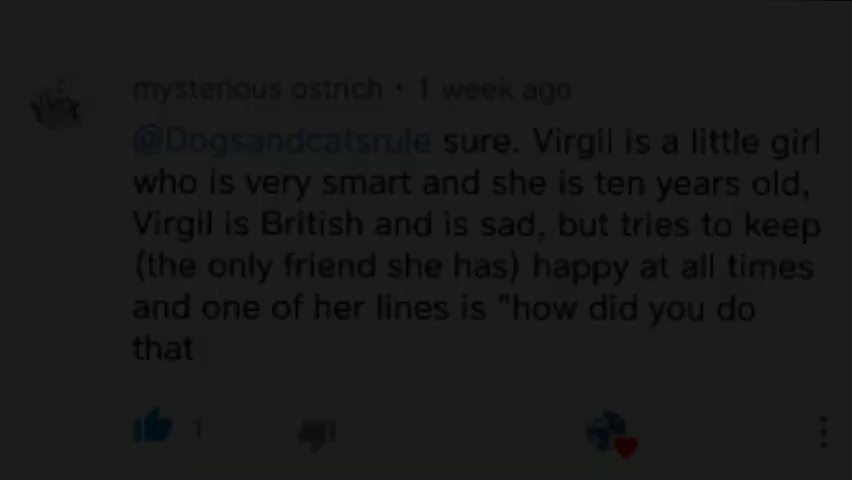 mysterious ostrich • 1 week ago
@Dogsandcatsrule sure. Virgil is a little girl
who is very smart and she is ten years old,
Virgil is British and is sad, but tries to keep
(the only friend she has) happy at all times
and one of her lines is "how did you do
that
1